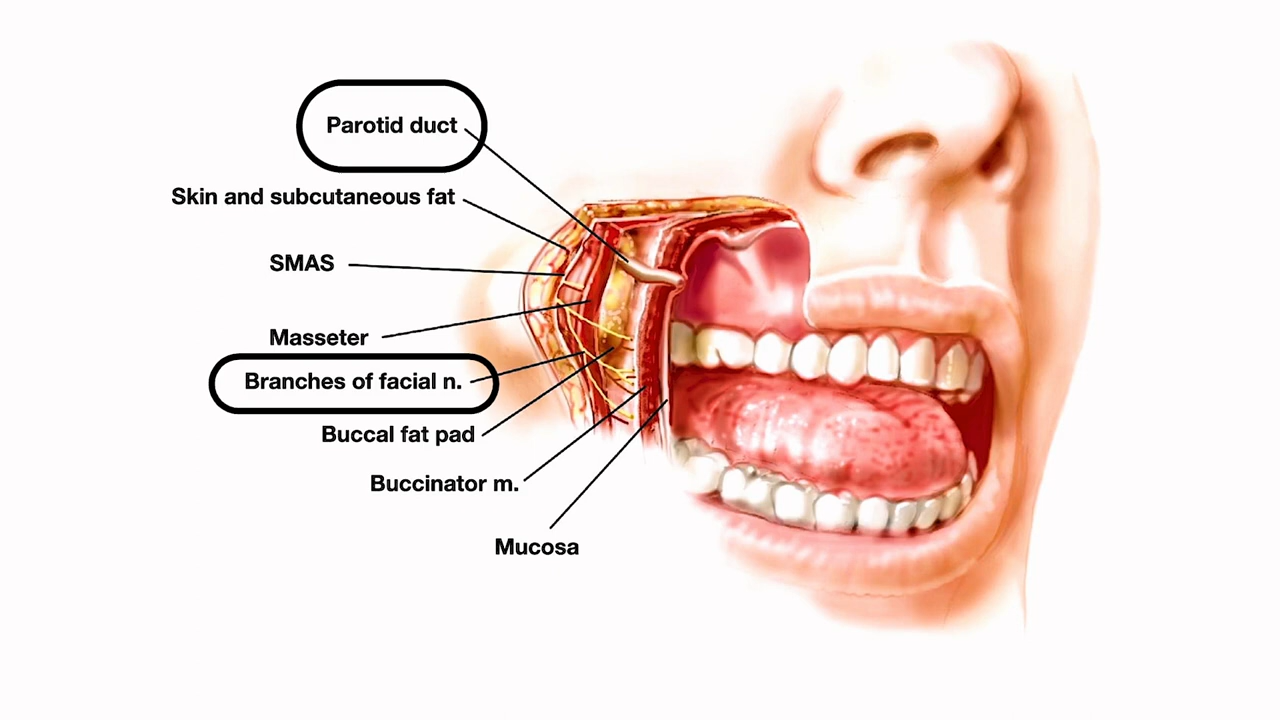 Parotid duct
Skin and subcutaneous fat
SMAS
Masseter
Branches of facial n.
Buccal fat pad
Buccinator m.
Mucosa